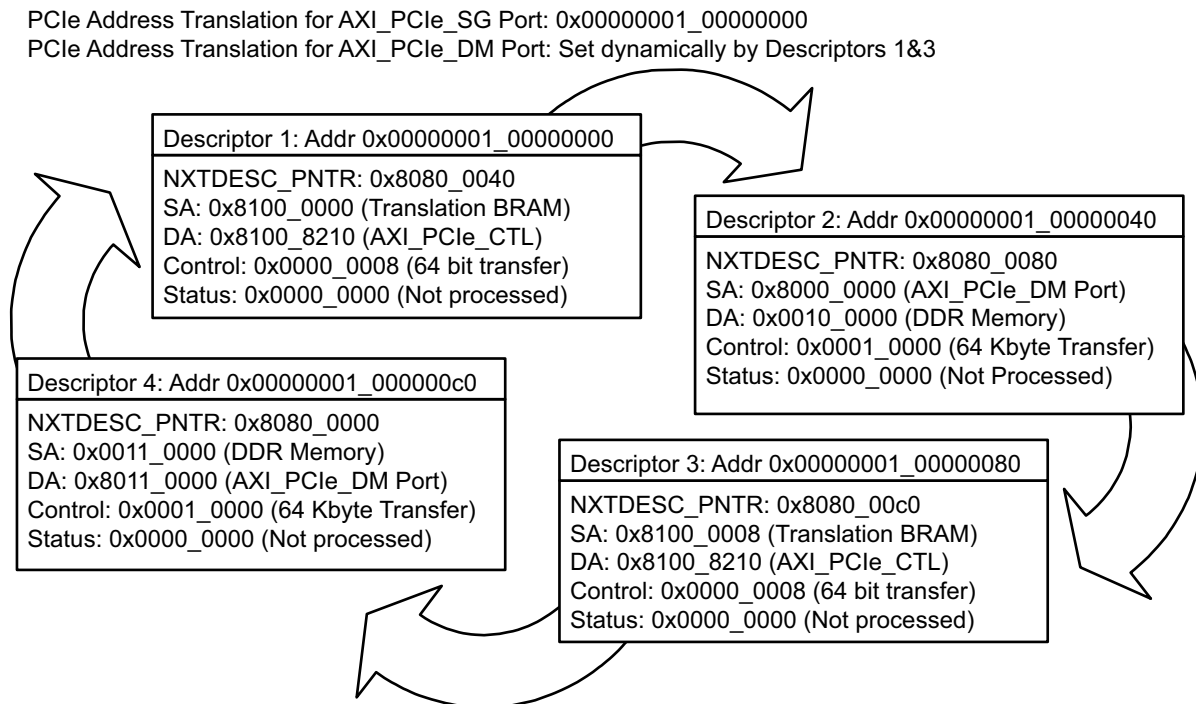 PCIe Address Translation for AXI_PCIe_SG Port: 0x00000001_00000000
PCIe Address Translation for AXI_PCIe_DM Port: Set dynamically by Descriptors 1&3
Descriptor 1: Addr 0x00000001_00000000
NXTDESC_PNTR: 0x8080_0040
SA: 0x8100_0000 (Translation BRAM)
DA: 0x8100_8210 (AXI_PCIe_CTL)
Control: 0x0000_0008 (64 bit transfer)
Status: 0x0000_0000 (Not processed)
Descriptor 2: Addr 0x00000001_00000040
NXTDESC_PNTR: 0x8080_0080
SA: 0x8000_0000 (AXI_PCIe_DM Port)
DA: 0x0010_0000 (DDR Memory)
Control: 0x0001_0000 (64 Kbyte Transfer)
Status: 0x0000_0000 (Not Processed)
Descriptor 3: Addr 0x00000001_00000080
NXTDESC_PNTR: 0x8080_00c0
SA: 0x8100_0008 (Translation BRAM)
DA: 0x8100_8210 (AXI_PCIe_CTL)
Control: 0x0000_0008 (64 bit transfer)
Status: 0x0000_0000 (Not processed)
Descriptor 4: Addr 0x00000001_000000c0
NXTDESC_PNTR: 0x8080_0000
SA: 0x0011_0000 (DDR Memory)
DA: 0x8011_0000 (AXI_PCIe_DM Port)
Control: 0x0001_0000 (64 Kbyte Transfer)
Status: 0x0000_0000 (Not processed)